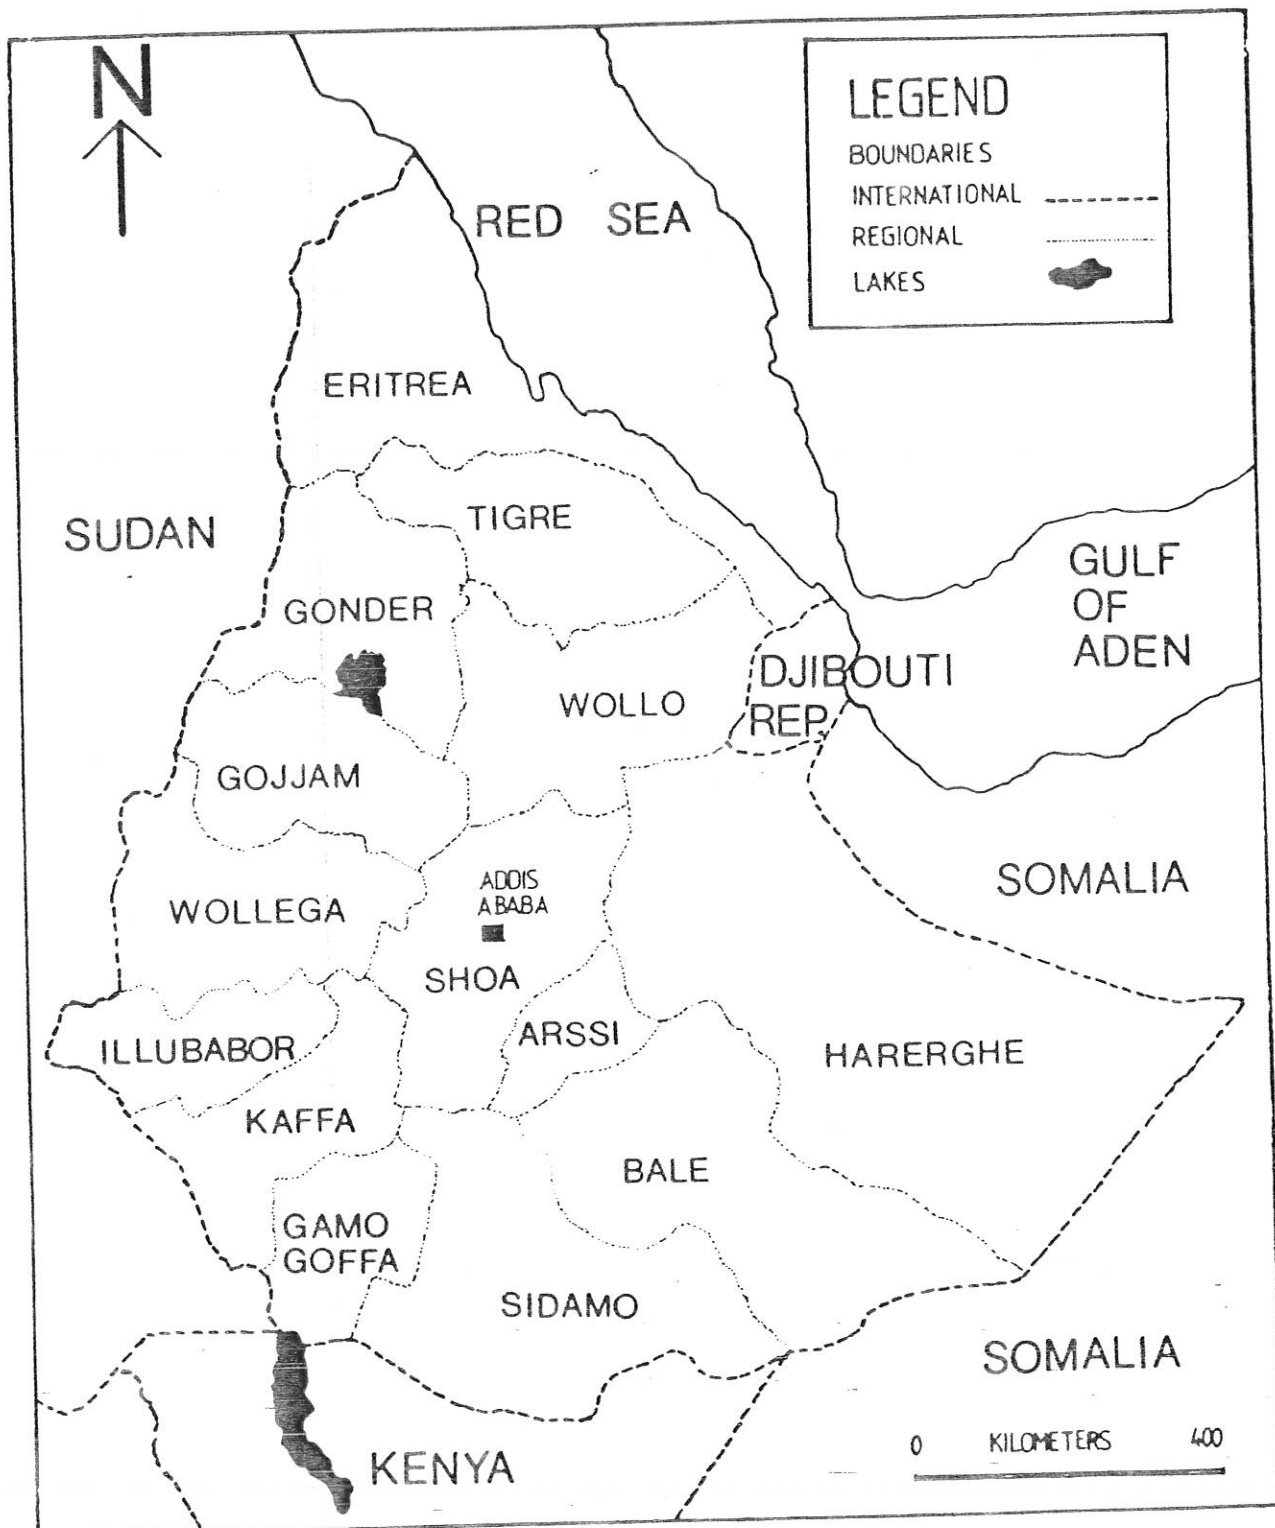 N
LEGEND
BOUNDARIES
INTERNATIONAL
REGIONAL
LAKES
RED SEA
ERITREA
SUDAN
TIGRE
GULF
OF
ADEN
GONDER
DJIBOUTI
REP.
WOLLO
GOJJAM
SOMALIA
ADDIS
ABABA
WOLLEGA
SHOA
ARSSI
ILLUBABOR
HARERGHE
KAFFA
BALE
GAMO
GOFFA
SIDAMO
SOMALIA
KENYA
0 KILOMETERS 400